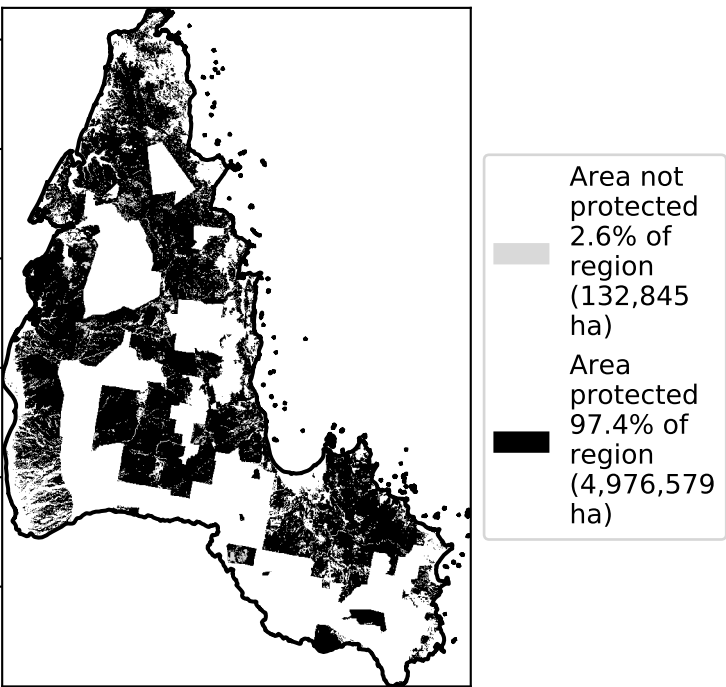 Area not
protected
2.6% of
region
(132,845
ha)
Area
protected
97.4% of
region
(4,976,579
ha)